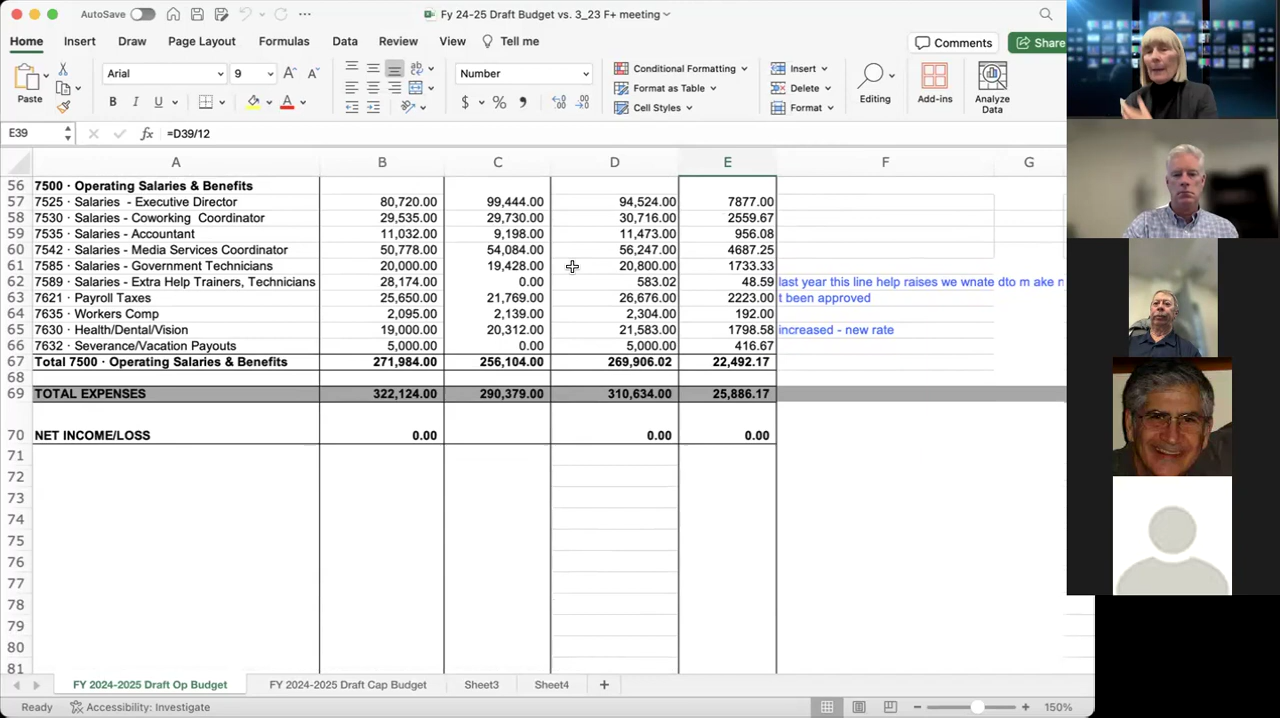 AutoSave
Fy 24-25 Draft Budget vs. 3_23 F+ meeting
Home Insert Draw Page Layout Formulas Data Review View Tell me Comments Share
Paste Arial 9 Number Conditional Formatting Insert Editing Add-ins Analyze Data
B I U $ % Format as Table Delete
Cell Styles Format
E39 fx =D39/12
A B C D E F G
56 7500 · Operating Salaries & Benefits
57 7525 · Salaries - Executive Director 80,720.00 99,444.00 94,524.00 7877.00
58 7530 · Salaries - Coworking Coordinator 29,535.00 29,730.00 30,716.00 2559.67
59 7535 · Salaries - Accountant 11,032.00 9,198.00 11,473.00 956.08
60 7542 · Salaries - Media Services Coordinator 50,778.00 54,084.00 56,247.00 4687.25
61 7585 · Salaries - Government Technicians 20,000.00 19,428.00 20,800.00 1733.33
62 7589 · Salaries - Extra Help Trainers, Technicians 28,174.00 0.00 583.02 48.59 last year this line help raises we wnate dto m ake n
63 7621 · Payroll Taxes 25,650.00 21,769.00 26,676.00 2223.00 t been approved
64 7635 · Workers Comp 2,095.00 2,139.00 2,304.00 192.00
65 7630 · Health/Dental/Vision 19,000.00 20,312.00 21,583.00 1798.58 increased - new rate
66 7632 · Severance/Vacation Payouts 5,000.00 0.00 5,000.00 416.67
67 Total 7500 · Operating Salaries & Benefits 271,984.00 256,104.00 269,906.02 22,492.17
68
69 TOTAL EXPENSES 322,124.00 290,379.00 310,634.00 25,886.17
70 NET INCOME/LOSS 0.00 0.00 0.00
71
72
73
74
75
76
77
78
79
80
81
FY 2024-2025 Draft Op Budget FY 2024-2025 Draft Cap Budget Sheet3 Sheet4
Ready Accessibility: Investigate 150%